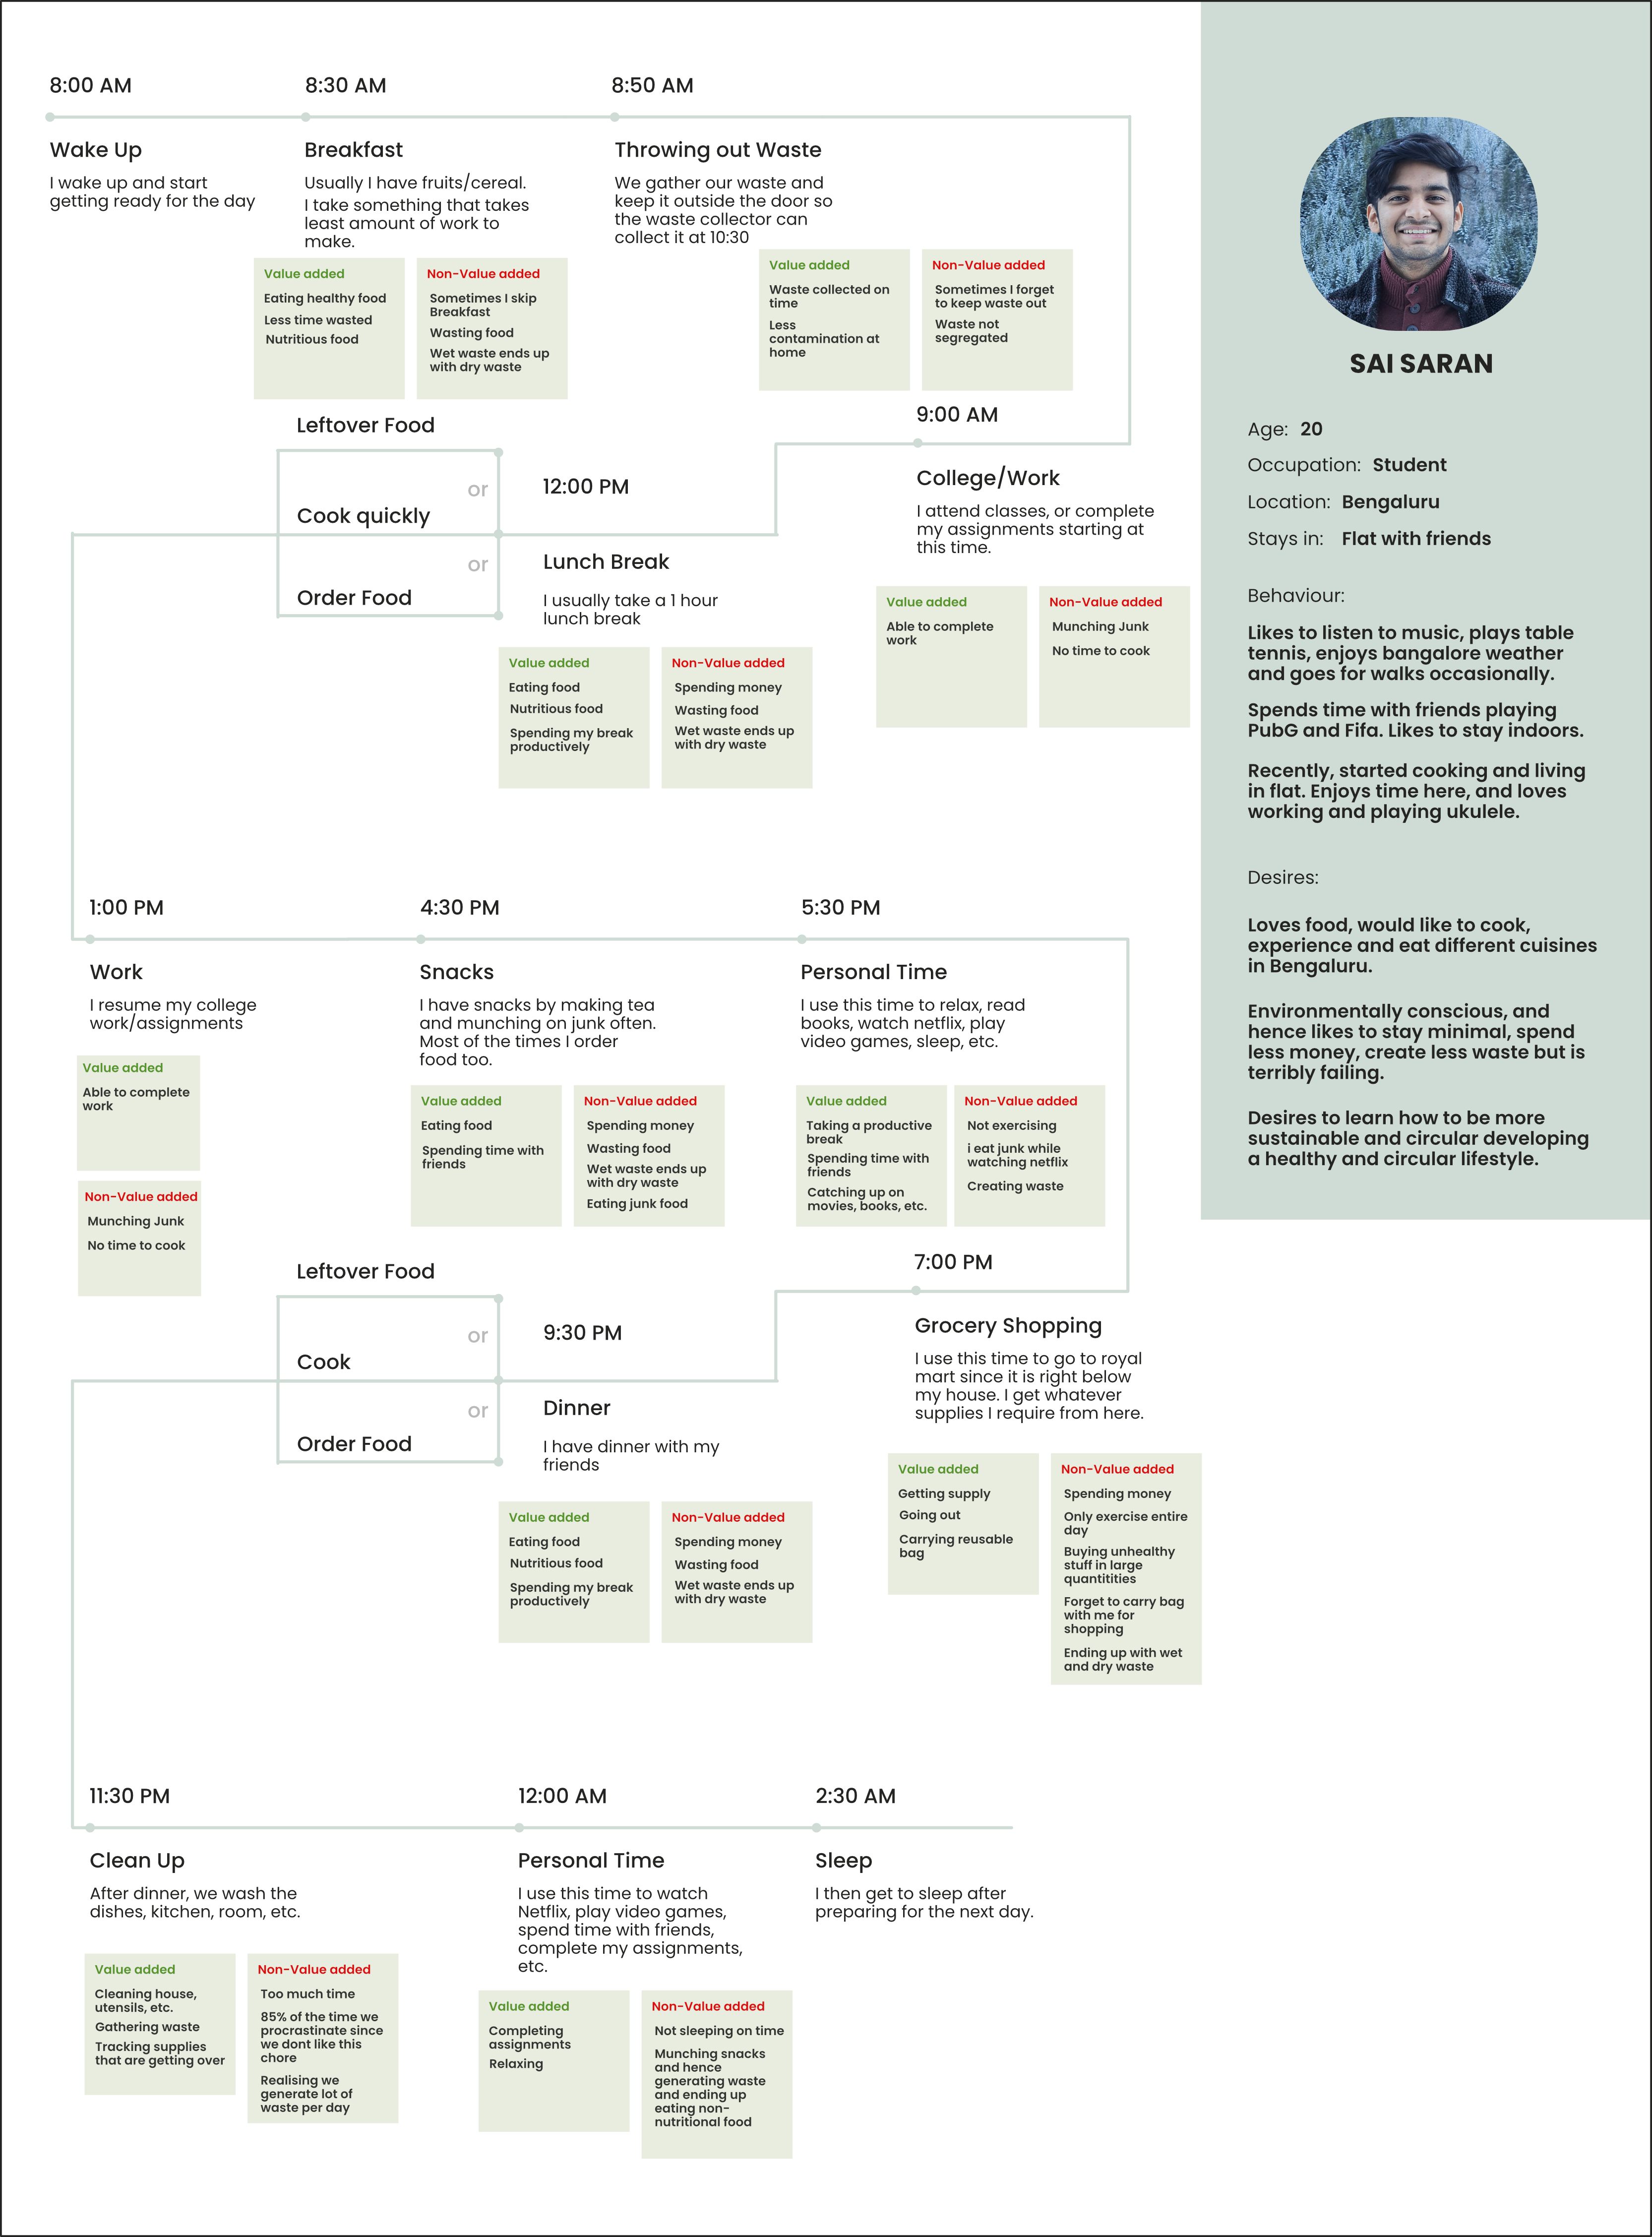 8:00 AM
Wake Up
I wake up and start
getting ready for the day
8:30 AM
Breakfast
Usually I have fruits/cereal.
I take something that takes
least amount of work to
make.
Value added
Eating healthy food
Less time wasted
Nutritious food
Non-Value added
Sometimes I skip
Breakfast
Wasting food
Wet waste ends up
with dry waste
8:50 AM
Throwing out Waste
We gather our waste and
keep it outside the door so
the waste collector can
collect it at 10:30
Value added
Waste collected on
time
Less
contamination at
home
Non-Value added
Sometimes I forget
to keep waste out
Waste not
segregated
9:00 AM
College/Work
I attend classes, or complete
my assignments starting at
this time.
Value added
Able to complete
work
Non-Value added
Munching Junk
No time to cook
12:00 PM
Lunch Break
I usually take a 1 hour
lunch break
Leftover Food
or
Cook quickly
or
Order Food
Value added
Eating food
Nutritious food
Spending my break
productively
Non-Value added
Spending money
Wasting food
Wet waste ends up
with dry waste
1:00 PM
Work
I resume my college
work/assignments
Value added
Able to complete
work
Non-Value added
Munching Junk
No time to cook
4:30 PM
Snacks
I have snacks by making tea
and munching on junk often.
Most of the times I order
food too.
Value added
Eating food
Spending time with
friends
Non-Value added
Spending money
Wasting food
Wet waste ends up
with dry waste
Eating junk food
5:30 PM
Personal Time
I use this time to relax, read
books, watch netflix, play
video games, sleep, etc.
Value added
Taking a productive
break
Spending time with
friends
Catching up on
movies, books, etc.
Non-Value added
Not exercising
i eat junk while
watching netflix
Creating waste
7:00 PM
Grocery Shopping
I use this time to go to royal
mart since it is right below
my house. I get whatever
supplies I require from here.
Value added
Getting supply
Going out
Carrying reusable
bag
Non-Value added
Spending money
Only exercise entire
day
Buying unhealthy
stuff in large
quantitities
Forget to carry bag
with me for
shopping
Ending up with wet
and dry waste
9:30 PM
Dinner
I have dinner with my
friends
Leftover Food
or
Cook
or
Order Food
Value added
Eating food
Nutritious food
Spending my break
productively
Non-Value added
Spending money
Wasting food
Wet waste ends up
with dry waste
11:30 PM
Clean Up
After dinner, we wash the
dishes, kitchen, room, etc.
Value added
Cleaning house,
utensils, etc.
Gathering waste
Tracking supplies
that are getting over
Non-Value added
Too much time
85% of the time we
procrastinate since
we dont like this
chore
Realising we
generate lot of
waste per day
12:00 AM
Personal Time
I use this time to watch
Netflix, play video games,
spend time with friends,
complete my assignments,
etc.
Value added
Completing
assignments
Relaxing
Non-Value added
Not sleeping on time
Munching snacks
and hence
generating waste
and ending up
eating non-
nutritional food
2:30 AM
Sleep
I then get to sleep after
preparing for the next day.
SAI SARAN
Age: 20
Occupation: Student
Location: Bengaluru
Stays in: Flat with friends
Behaviour:
Likes to listen to music, plays table
tennis, enjoys bangalore weather
and goes for walks occasionally.
Spends time with friends playing
PubG and Fifa. Likes to stay indoors.
Recently, started cooking and living
in flat. Enjoys time here, and loves
working and playing ukulele.
Desires:
Loves food, would like to cook,
experience and eat different cuisines
in Bengaluru.
Environmentally conscious, and
hence likes to stay minimal, spend
less money, create less waste but is
terribly failing.
Desires to learn how to be more
sustainable and circular developing
a healthy and circular lifestyle.